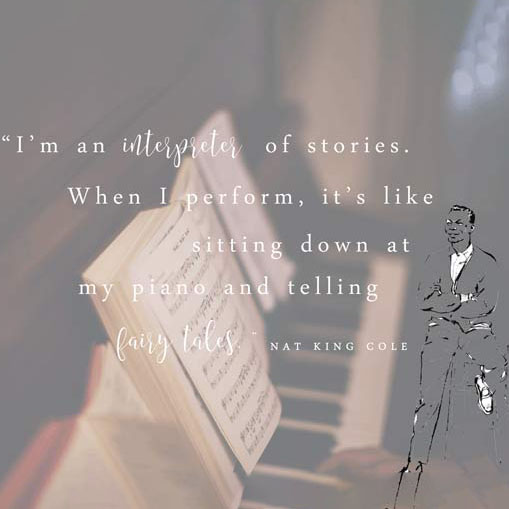 “I’m an interpreter of stories.
When I perform, it’s like
sitting down at
my piano and telling
fairy tales.” NAT KING COLE